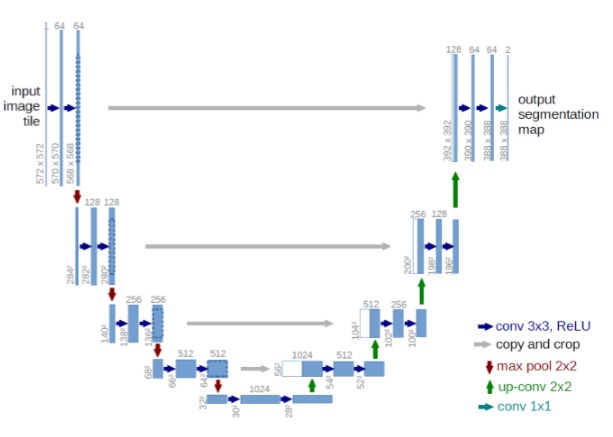 1 64 64
128 64 64 2
input
image
tile
output
segmentation
map
572 x 572
570 x 570
568 x 568
392 x 392
390 x 390
388 x 388
388 x 388
128 128
256 128
284²
282²
280²
200²
198²
196²
256 256
512 256
140²
138²
136²
104²
102²
100²
512 512
1024 512
68²
66²
64²
56²
54²
52²
1024
32²
30²
28²
conv 3x3, ReLU
copy and crop
max pool 2x2
up-conv 2x2
conv 1x1